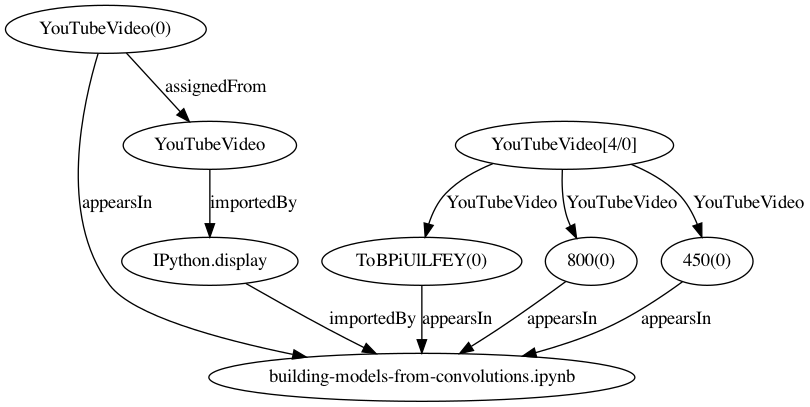 YouTubeVideo(0)
assignedFrom
YouTubeVideo
YouTubeVideo[4/0]
appearsIn
importedBy
YouTubeVideo
YouTubeVideo
YouTubeVideo
IPython.display
ToBPiUlLFEY(0)
800(0)
450(0)
importedBy
appearsIn
appearsIn
appearsIn
building-models-from-convolutions.ipynb